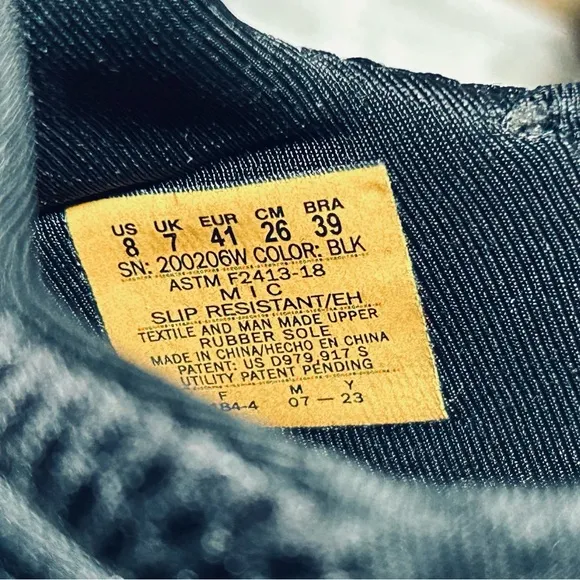 US UK EUR CM BRA
8 7 41 26 39
SN: 200206W COLOR: BLK
ASTM F2413-18
M I C
SLIP RESISTANT/EH
TEXTILE AND MAN MADE UPPER
RUBBER SOLE
MADE IN CHINA/HECHO EN CHINA
PATENT: US D979,917 S
UTILITY PATENT PENDING
F M Y
07—23